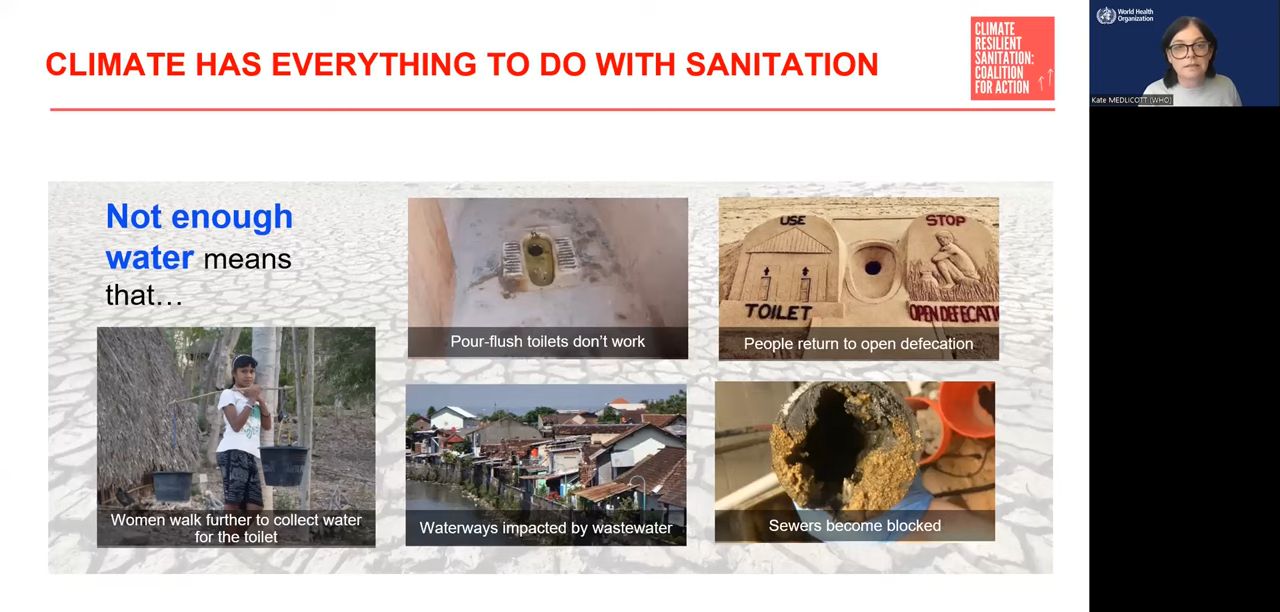 CLIMATE HAS EVERYTHING TO DO WITH SANITATION
CLIMATE
RESILIENT
SANITATION:
COALITION
FOR ACTION
World Health
Organization
Kate MEDLICOTT (WHO)
Not enough
water means
that…
Women walk further to collect water
for the toilet
Pour-flush toilets don't work
USE
TOILET
STOP
OPEN DEFECATI
People return to open defecation
Waterways impacted by wastewater
Sewers become blocked